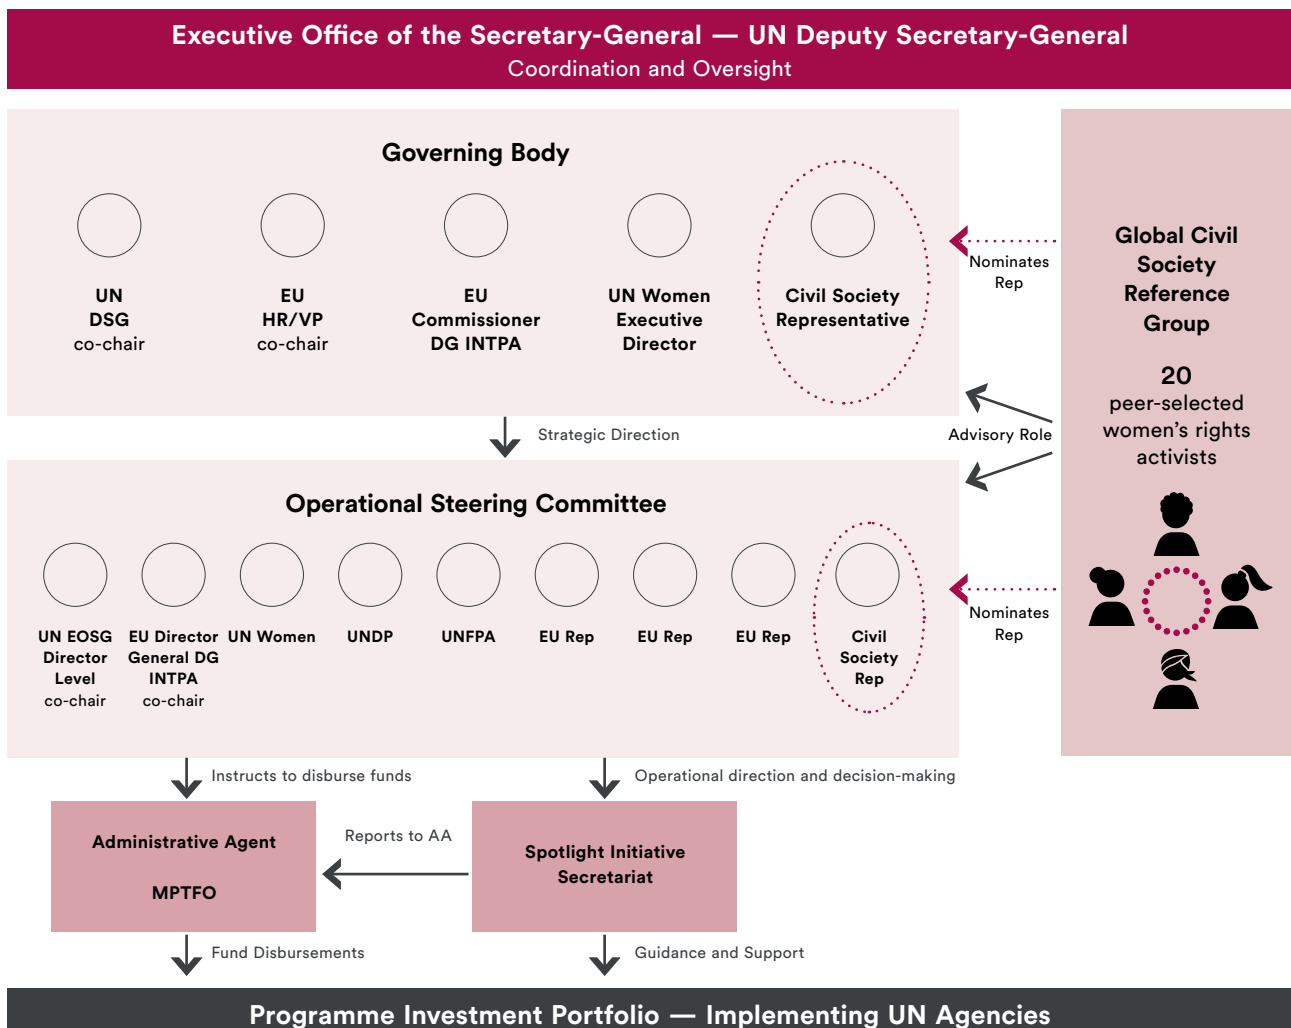 Executive Office of the Secretary-General — UN Deputy Secretary-General
Coordination and Oversight
Governing Body
UN
DSG
co-chair
EU
HR/VP
co-chair
EU
Commissioner
DG INTPA
UN Women
Executive
Director
Civil Society
Representative
Nominates
Rep
Global Civil
Society
Reference
Group
20
peer-selected
women's rights
activists
Strategic Direction
Advisory Role
Operational Steering Committee
UN EOSG
Director
Level
co-chair
EU Director
General DG
INTPA
co-chair
UN Women
UNDP
UNFPA
EU Rep
EU Rep
EU Rep
Civil
Society
Rep
Nominates
Rep
Instructs to disburse funds
Operational direction and decision-making
Administrative Agent
MPTFO
Reports to AA
Spotlight Initiative
Secretariat
Fund Disbursements
Guidance and Support
Programme Investment Portfolio — Implementing UN Agencies